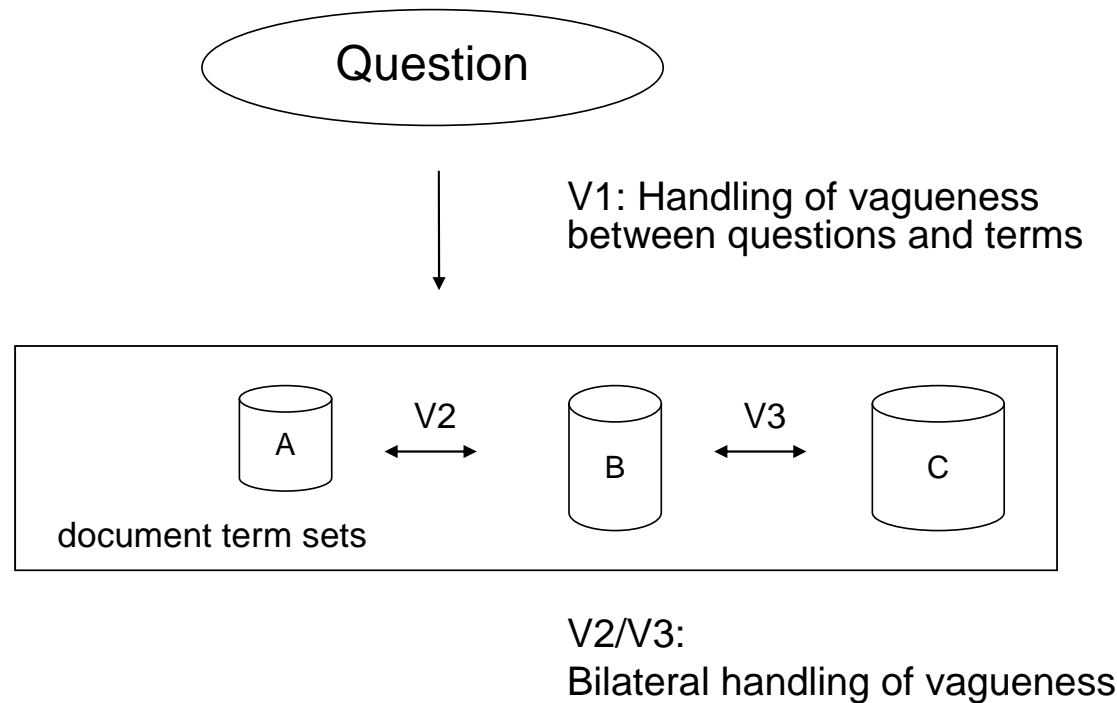 Question
V1: Handling of vagueness
between questions and terms
V2
V3
A
B
C
document term sets
V2/V3:
Bilateral handling of vagueness